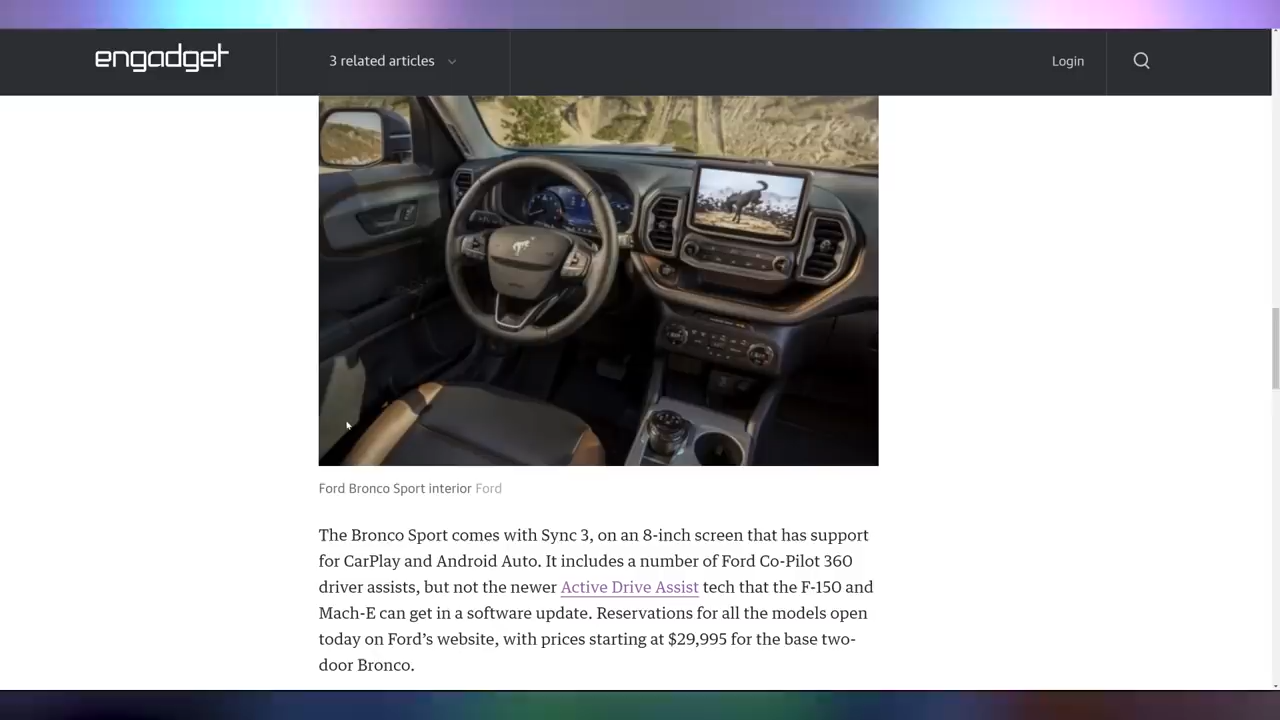 engadget
3 related articles
Login
Ford Bronco Sport interior Ford
The Bronco Sport comes with Sync 3, on an 8-inch screen that has support
for CarPlay and Android Auto. It includes a number of Ford Co-Pilot 360
driver assists, but not the newer Active Drive Assist tech that the F-150 and
Mach-E can get in a software update. Reservations for all the models open
today on Ford’s website, with prices starting at $29,995 for the base two-
door Bronco.